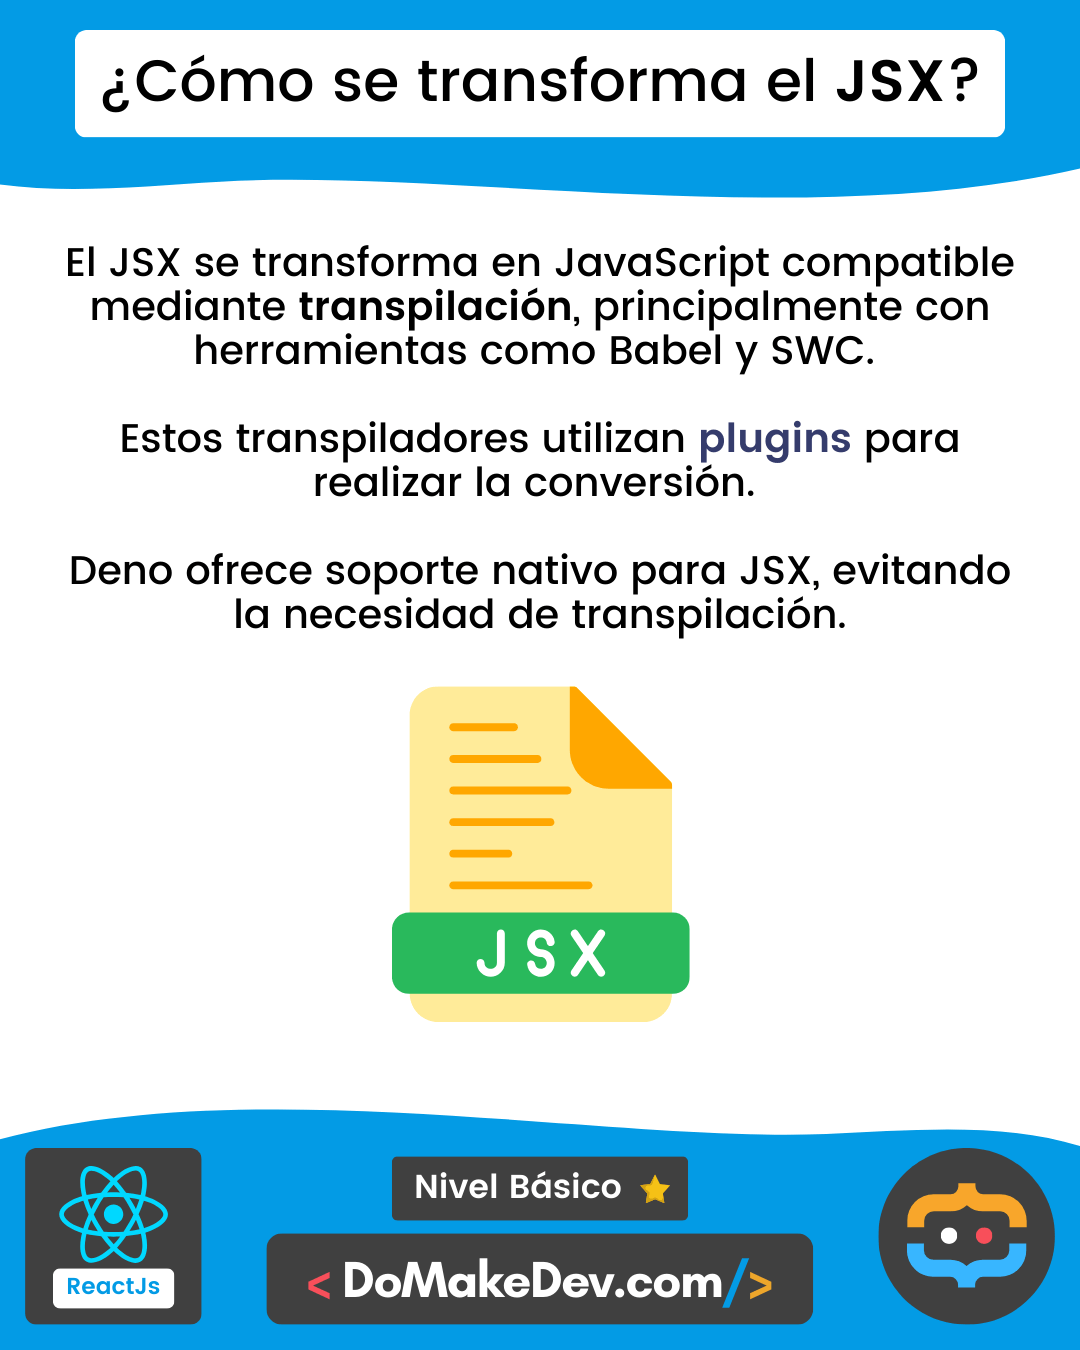 ¿Cómo se transforma el JSX?
El JSX se transforma en JavaScript compatible
mediante transpilación, principalmente con
herramientas como Babel y SWC.
Estos transpiladores utilizan plugins para
realizar la conversión.
Deno ofrece soporte nativo para JSX, evitando
la necesidad de transpilación.
JSX
Nivel Básico
ReactJs
< DoMakeDev.com/>